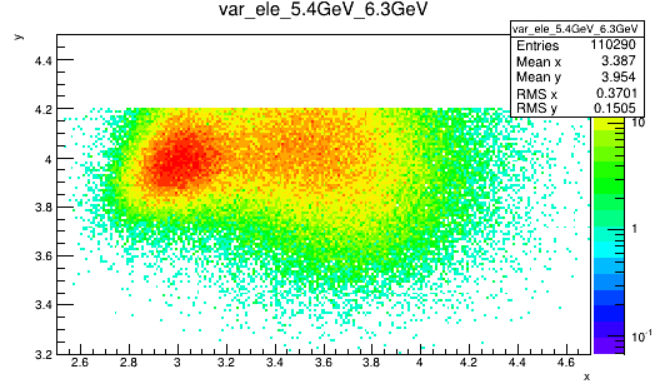 var_ele_5.4GeV_6.3GeV
var_ele_5.4GeV_6.3GeV
Entries 110290
Mean x 3.387
Mean y 3.954
RMS x 0.3701
RMS y 0.1505
y
4.4
4.2
4
3.8
3.6
3.4
3.2
10
1
10⁻¹
2.6 2.8 3 3.2 3.4 3.6 3.8 4 4.2 4.4 4.6
x